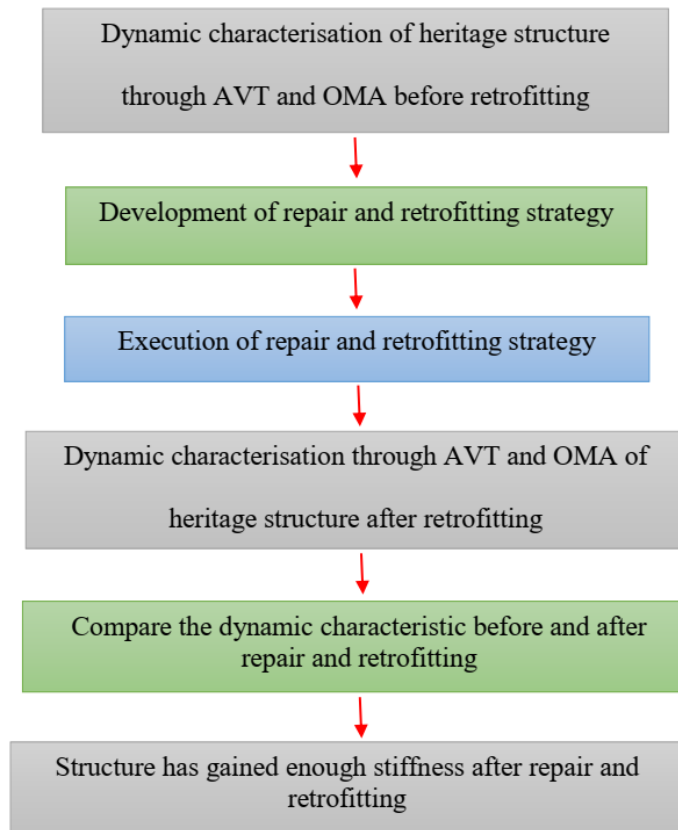 Dynamic characterisation of heritage structure
through AVT and OMA before retrofitting
Development of repair and retrofitting strategy
Execution of repair and retrofitting strategy
Dynamic characterisation through AVT and OMA of
heritage structure after retrofitting
Compare the dynamic characteristic before and after
repair and retrofitting
Structure has gained enough stiffness after repair and
retrofitting